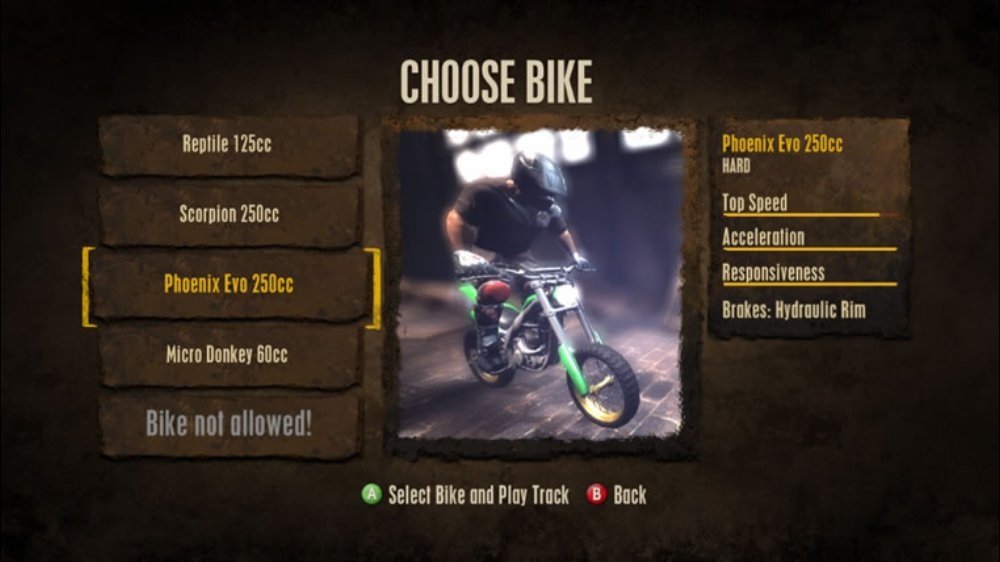 CHOOSE BIKE
Reptile 125cc
Scorpion 250cc
Phoenix Evo 250cc
Micro Donkey 60cc
Bike not allowed!
Phoenix Evo 250cc
HARD
Top Speed
Acceleration
Responsiveness
Brakes: Hydraulic Rim
A Select Bike and Play Track B Back